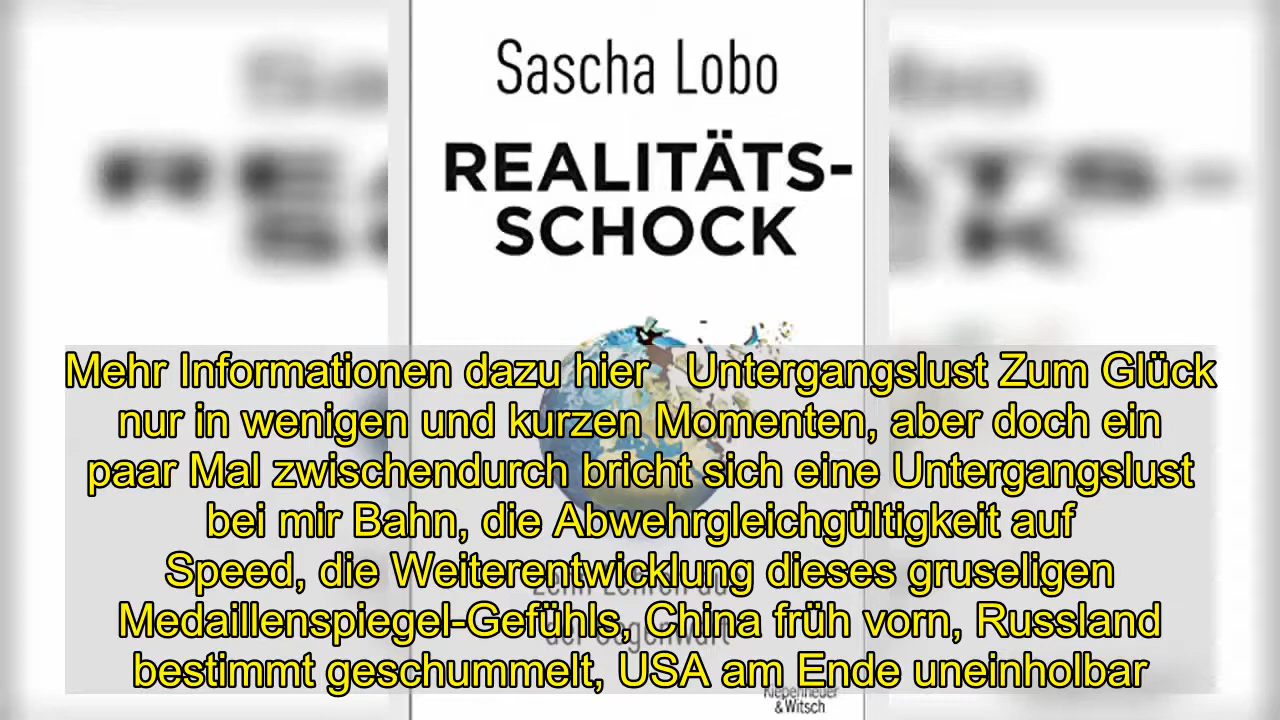 Sascha Lobo
REALITÄTS-
SCHOCK
Mehr Informationen dazu hier Untergangslust Zum Glück
nur in wenigen und kurzen Momenten, aber doch ein
paar Mal zwischendurch bricht sich eine Untergangslust
bei mir Bahn, die Abwehrgleichgültigkeit auf
Speed, die Weiterentwicklung dieses gruseligen
Medaillenspiegel-Gefühls, China früh vorn, Russland
bestimmt geschummelt, USA am Ende uneinholbar
Kiepenheuer
&Witsch